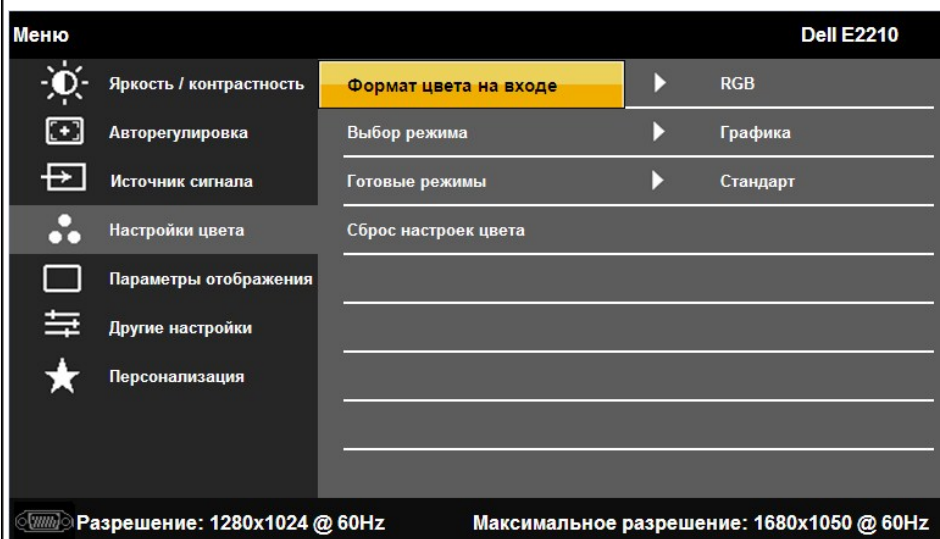 Меню Dell E2210
Яркость / контрастность Формат цвета на входе RGB
Авторегулировка Выбор режима Графика
Источник сигнала Готовые режимы Стандарт
Настройки цвета Сброс настроек цвета
Параметры отображения
Другие настройки
Персонализация
Разрешение: 1280x1024 @ 60Hz Максимальное разрешение: 1680x1050 @ 60Hz